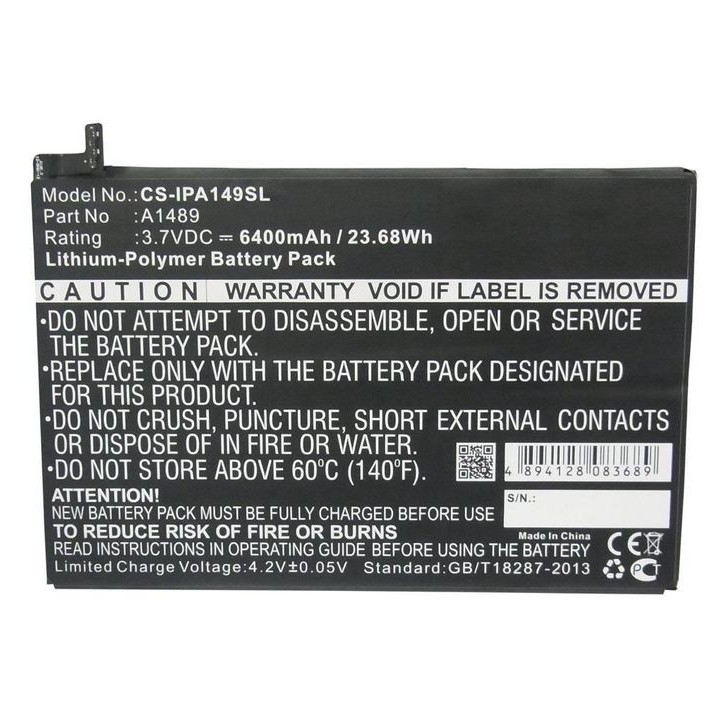 Model No.:CS-IPA149SL
Part No :A1489
Rating :3.7VDC ⎓ 6400mAh / 23.68Wh
Lithium-Polymer Battery Pack
CAUTION WARRANTY VOID IF LABEL IS REMOVED
•DO NOT ATTEMPT TO DISASSEMBLE, OPEN OR SERVICE
THE BATTERY PACK.
•REPLACE ONLY WITH THE BATTERY PACK DESIGNATED
FOR THIS PRODUCT.
•DO NOT CRUSH, PUNCTURE, SHORT EXTERNAL CONTACTS
OR DISPOSE OF IN FIRE OR WATER.
•DO NOT STORE ABOVE 60°C (140°F).
4 894128 083689
ATTENTION!
S/N.:
NEW BATTERY PACK MUST BE FULLY CHARGED BEFORE USE
TO REDUCE RISK OF FIRE OR BURNS
Made In China
READ INSTRUCTIONS IN OPERATING GUIDE BEFORE USING THE BATTERY
CE
Limited Charge Voltage:4.2V±0.05V Standard:GB/T18287-2013
PCT